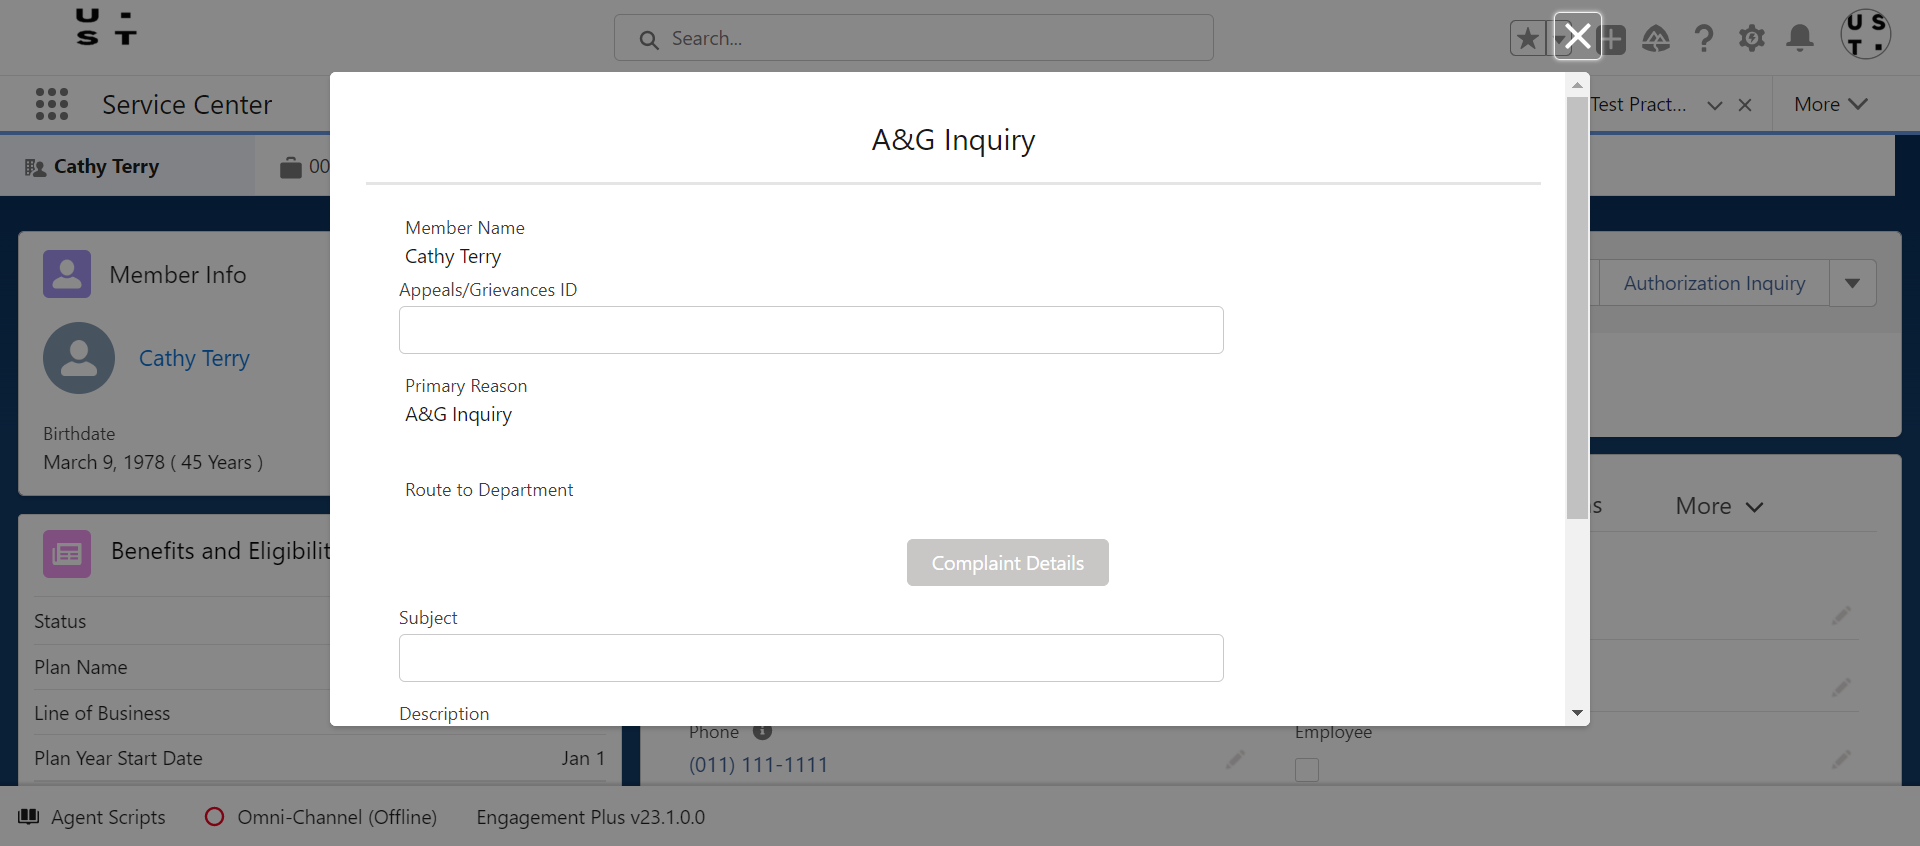 U ·
S T
Search...
U S
T .
Service Center
Test Pract...
More
Cathy Terry
00
A&G Inquiry
Member Name
Cathy Terry
Appeals/Grievances ID
Primary Reason
A&G Inquiry
Route to Department
Complaint Details
Subject
Description
Member Info
Cathy Terry
Birthdate
March 9, 1978 ( 45 Years )
Authorization Inquiry
s
More
Benefits and Eligibilit
Status
Plan Name
Line of Business
Plan Year Start Date
Jan 1
Phone
(011) 111-1111
Employee
Agent Scripts
Omni-Channel (Offline)
Engagement Plus v23.1.0.0